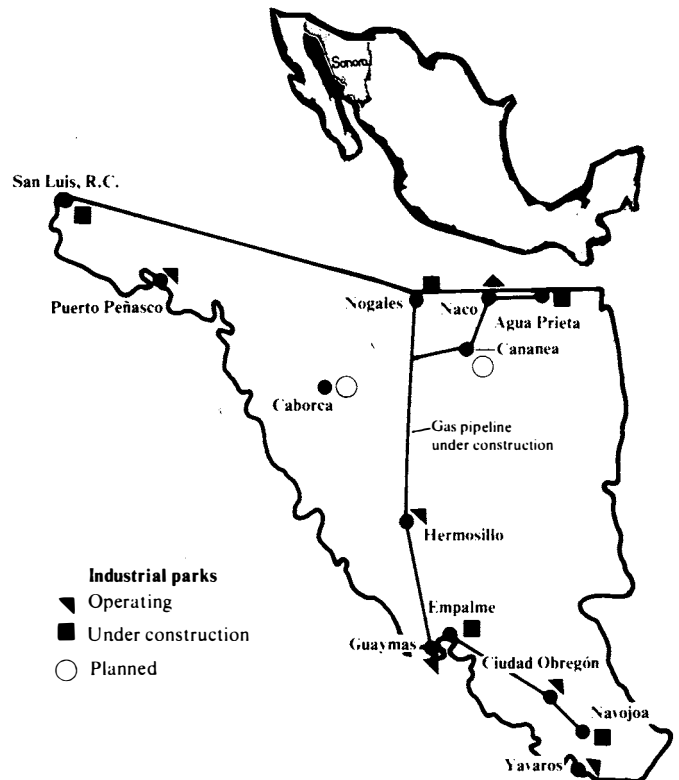 Sonora
San Luis, R.C.
Puerto Peñasco
Nogales
Naco
Agua Prieta
Cananea
Caborca
Gas pipeline
under construction
Hermosillo
Industrial parks
Operating
Under construction
Planned
Empalme
Guaymas
Ciudad Obregón
Navojoa
Yavaros